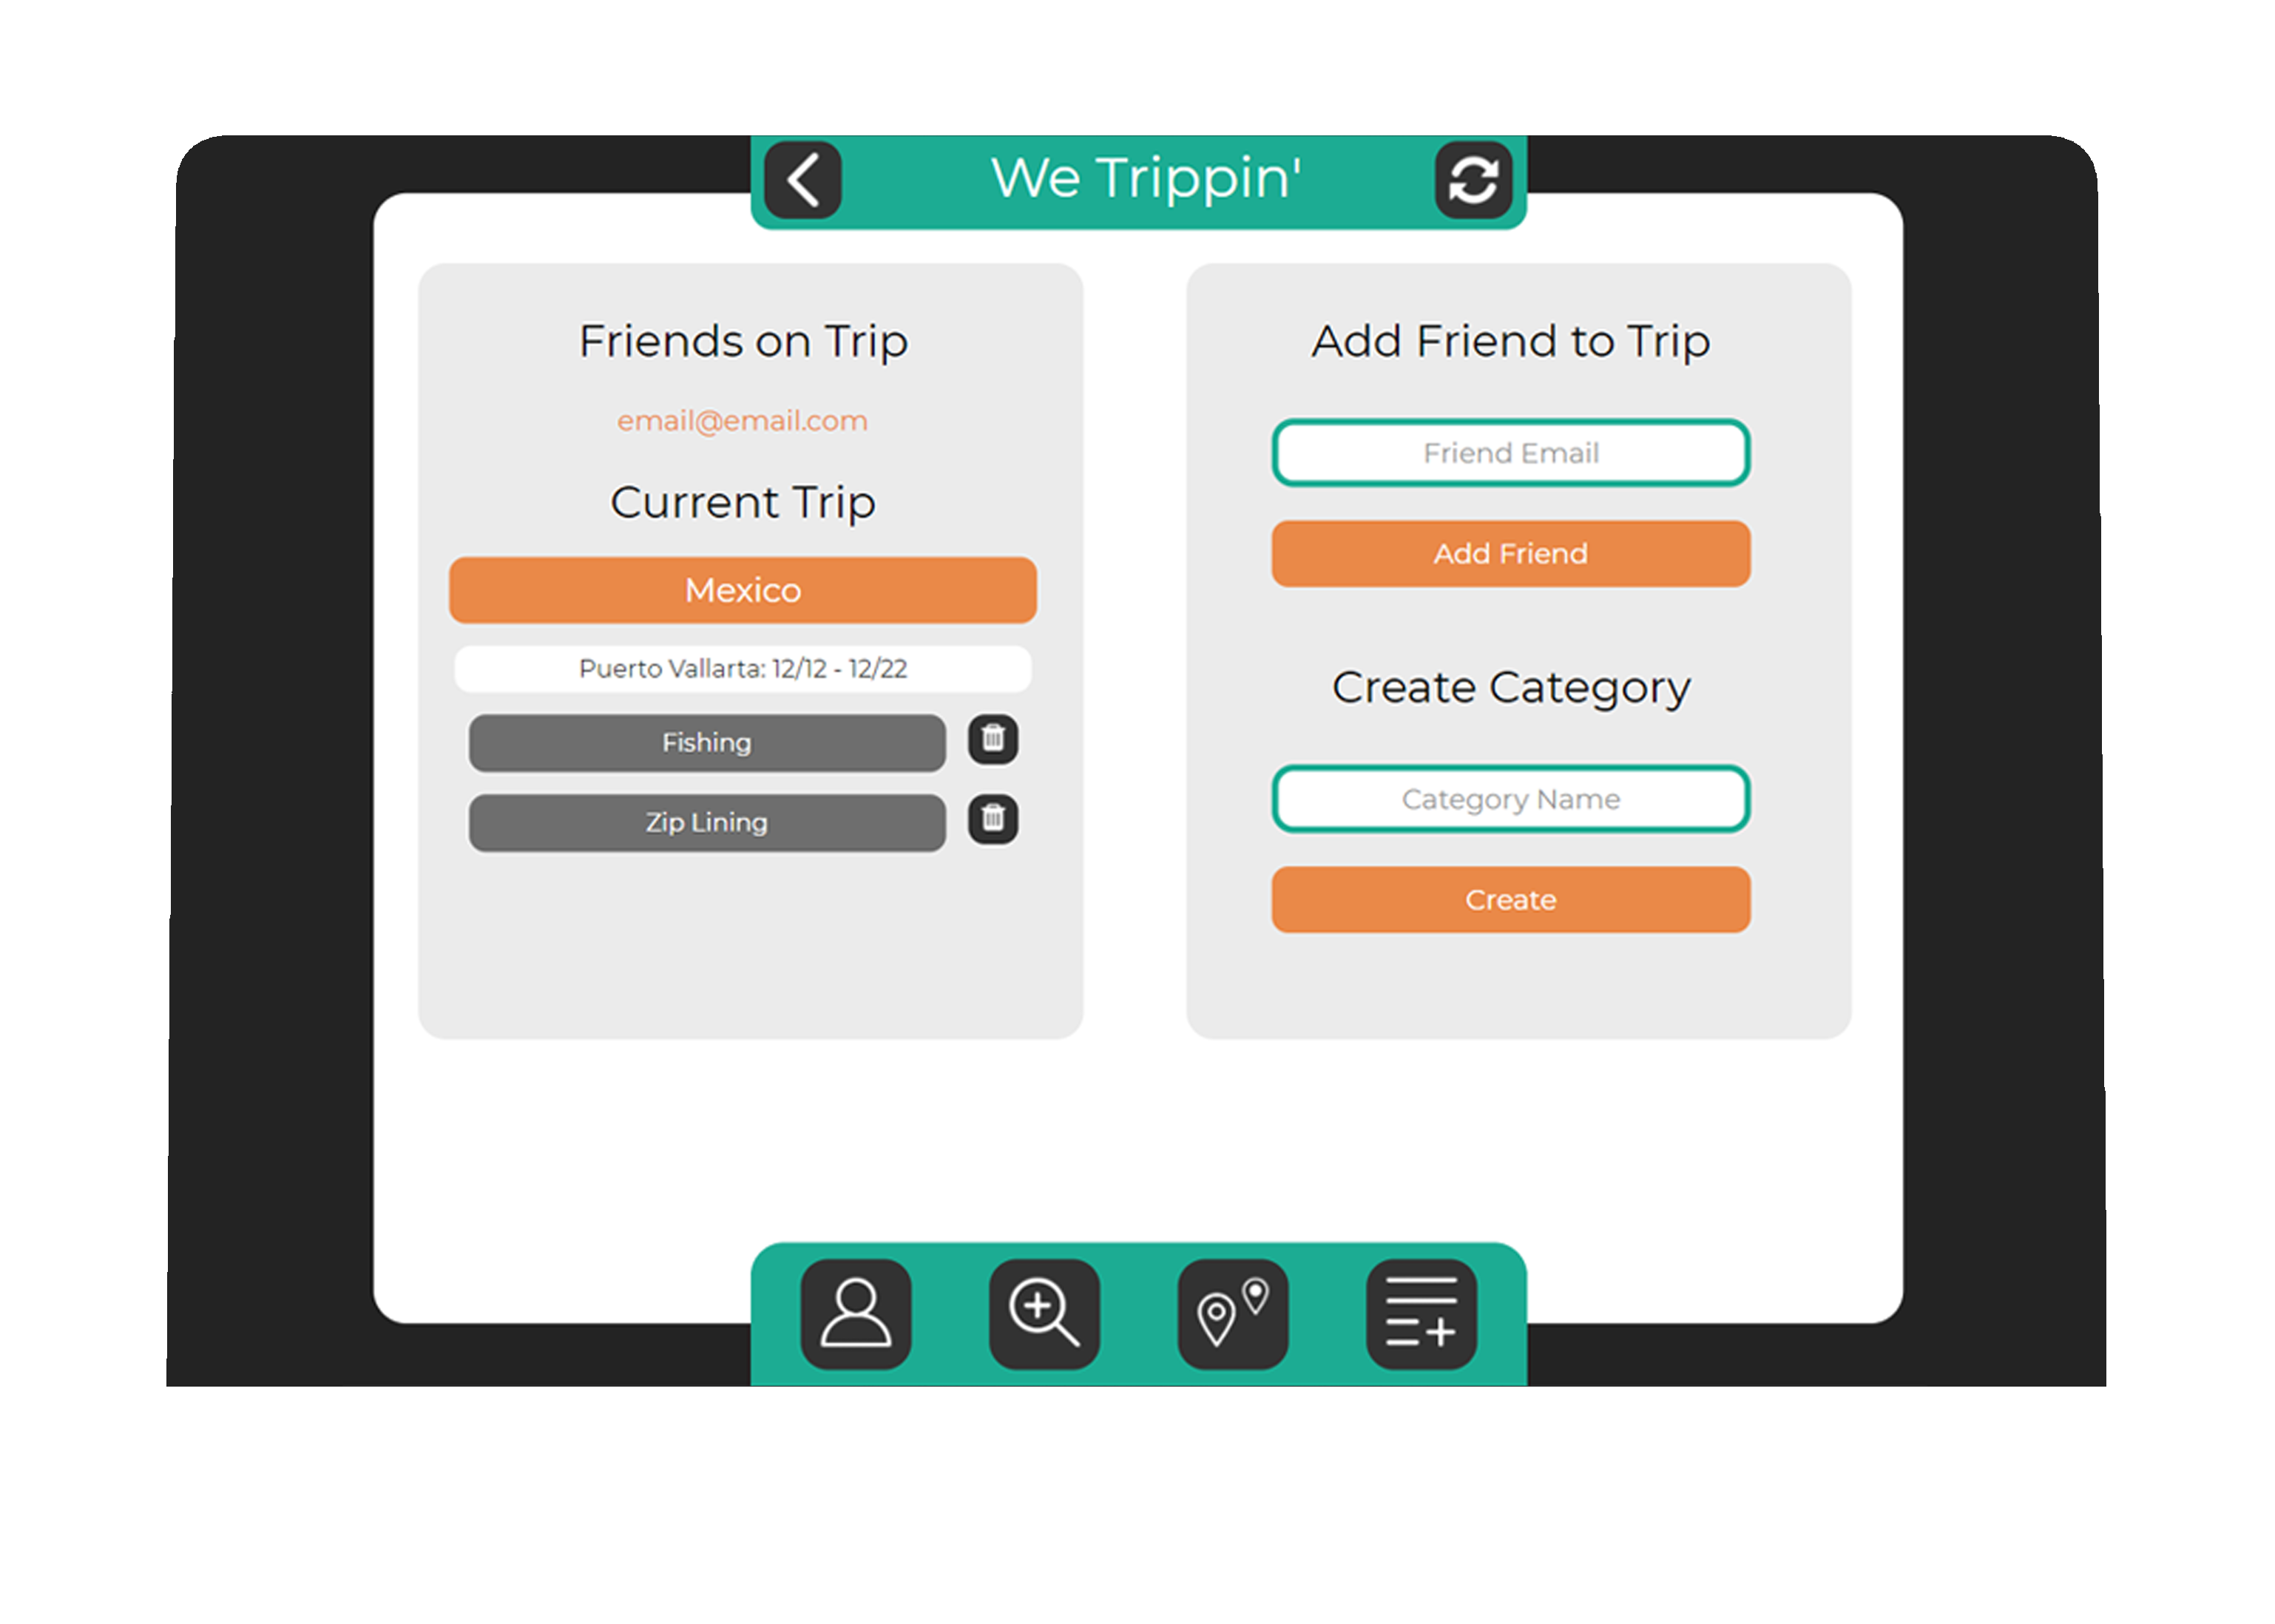 We Trippin'
Friends on Trip
email@email.com
Current Trip
Mexico
Puerto Vallarta: 12/12 - 12/22
Fishing
Zip Lining
Add Friend to Trip
Friend Email
Add Friend
Create Category
Category Name
Create